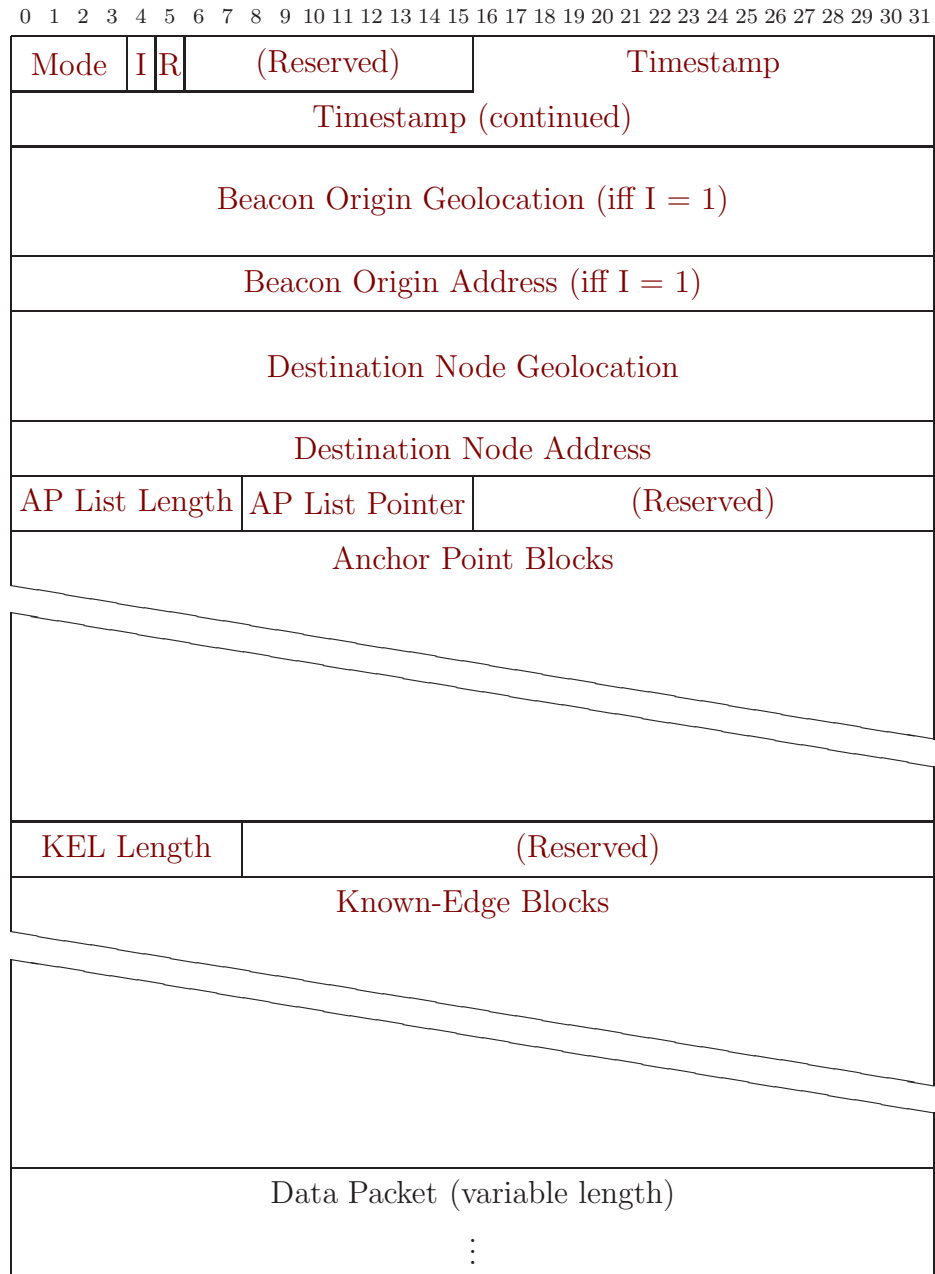 0 1 2 3 4 5 6 7 8 9 10 11 12 13 14 15 16 17 18 19 20 21 22 23 24 25 26 27 28 29 30 31
Mode I R (Reserved) Timestamp
Timestamp (continued)
Beacon Origin Geolocation (iff I = 1)
Beacon Origin Address (iff I = 1)
Destination Node Geolocation
Destination Node Address
AP List Length AP List Pointer (Reserved)
Anchor Point Blocks
KEL Length (Reserved)
Known-Edge Blocks
Data Packet (variable length)
⋮